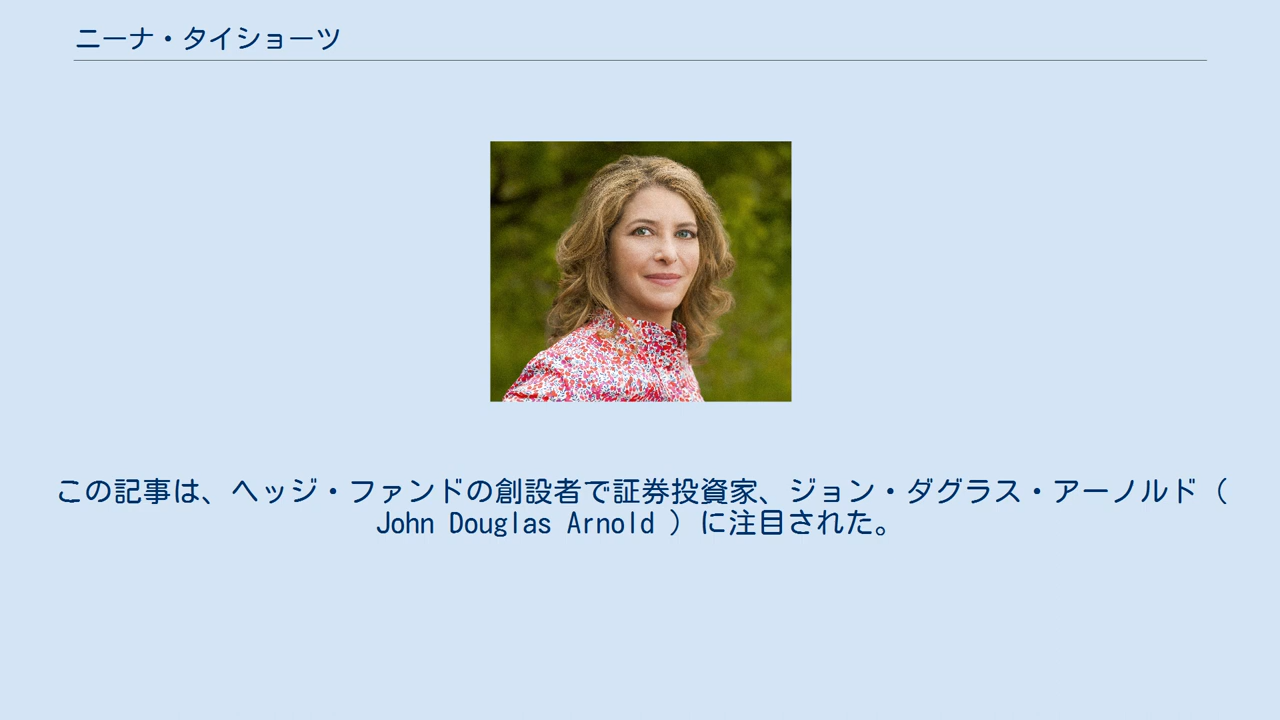 ニーナ・タイショーツ
この記事は、ヘッジ・ファンドの創設者で証券投資家、ジョン・ダグラス・アーノルド（
John Douglas Arnold ）に注目された。